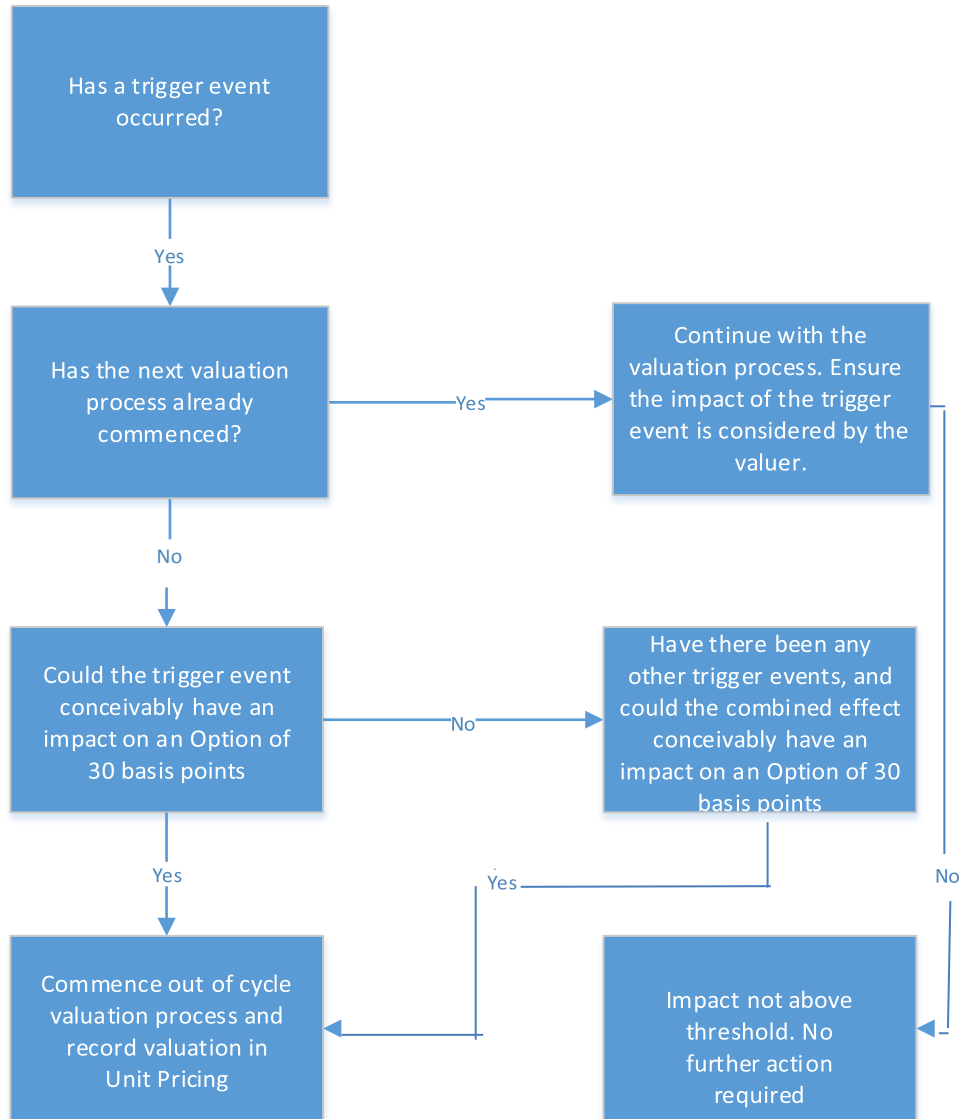 Has a trigger event
occurred?
Yes
Has the next valuation
process already
commenced?
Yes
Continue with the
valuation process. Ensure
the impact of the trigger
event is considered by the
valuer.
No
Could the trigger event
conceivably have an
impact on an Option of
30 basis points
No
Have there been any
other trigger events, and
could the combined effect
conceivably have an
impact on an Option of 30
basis points
Yes
Yes
No
Commence out of cycle
valuation process and
record valuation in
Unit Pricing
Impact not above
threshold. No
further action
required